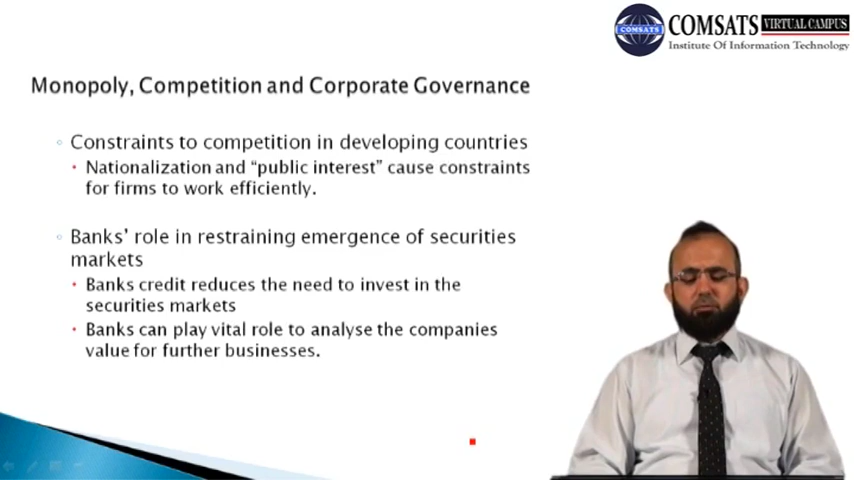 COMSATS VIRTUAL CAMPUS
COMSATS
Institute Of Information Technology
Monopoly, Competition and Corporate Governance
Constraints to competition in developing countries
Nationalization and “public interest” cause constraints
for firms to work efficiently.
Banks’ role in restraining emergence of securities
markets
Banks credit reduces the need to invest in the
securities markets
Banks can play vital role to analyse the companies
value for further businesses.